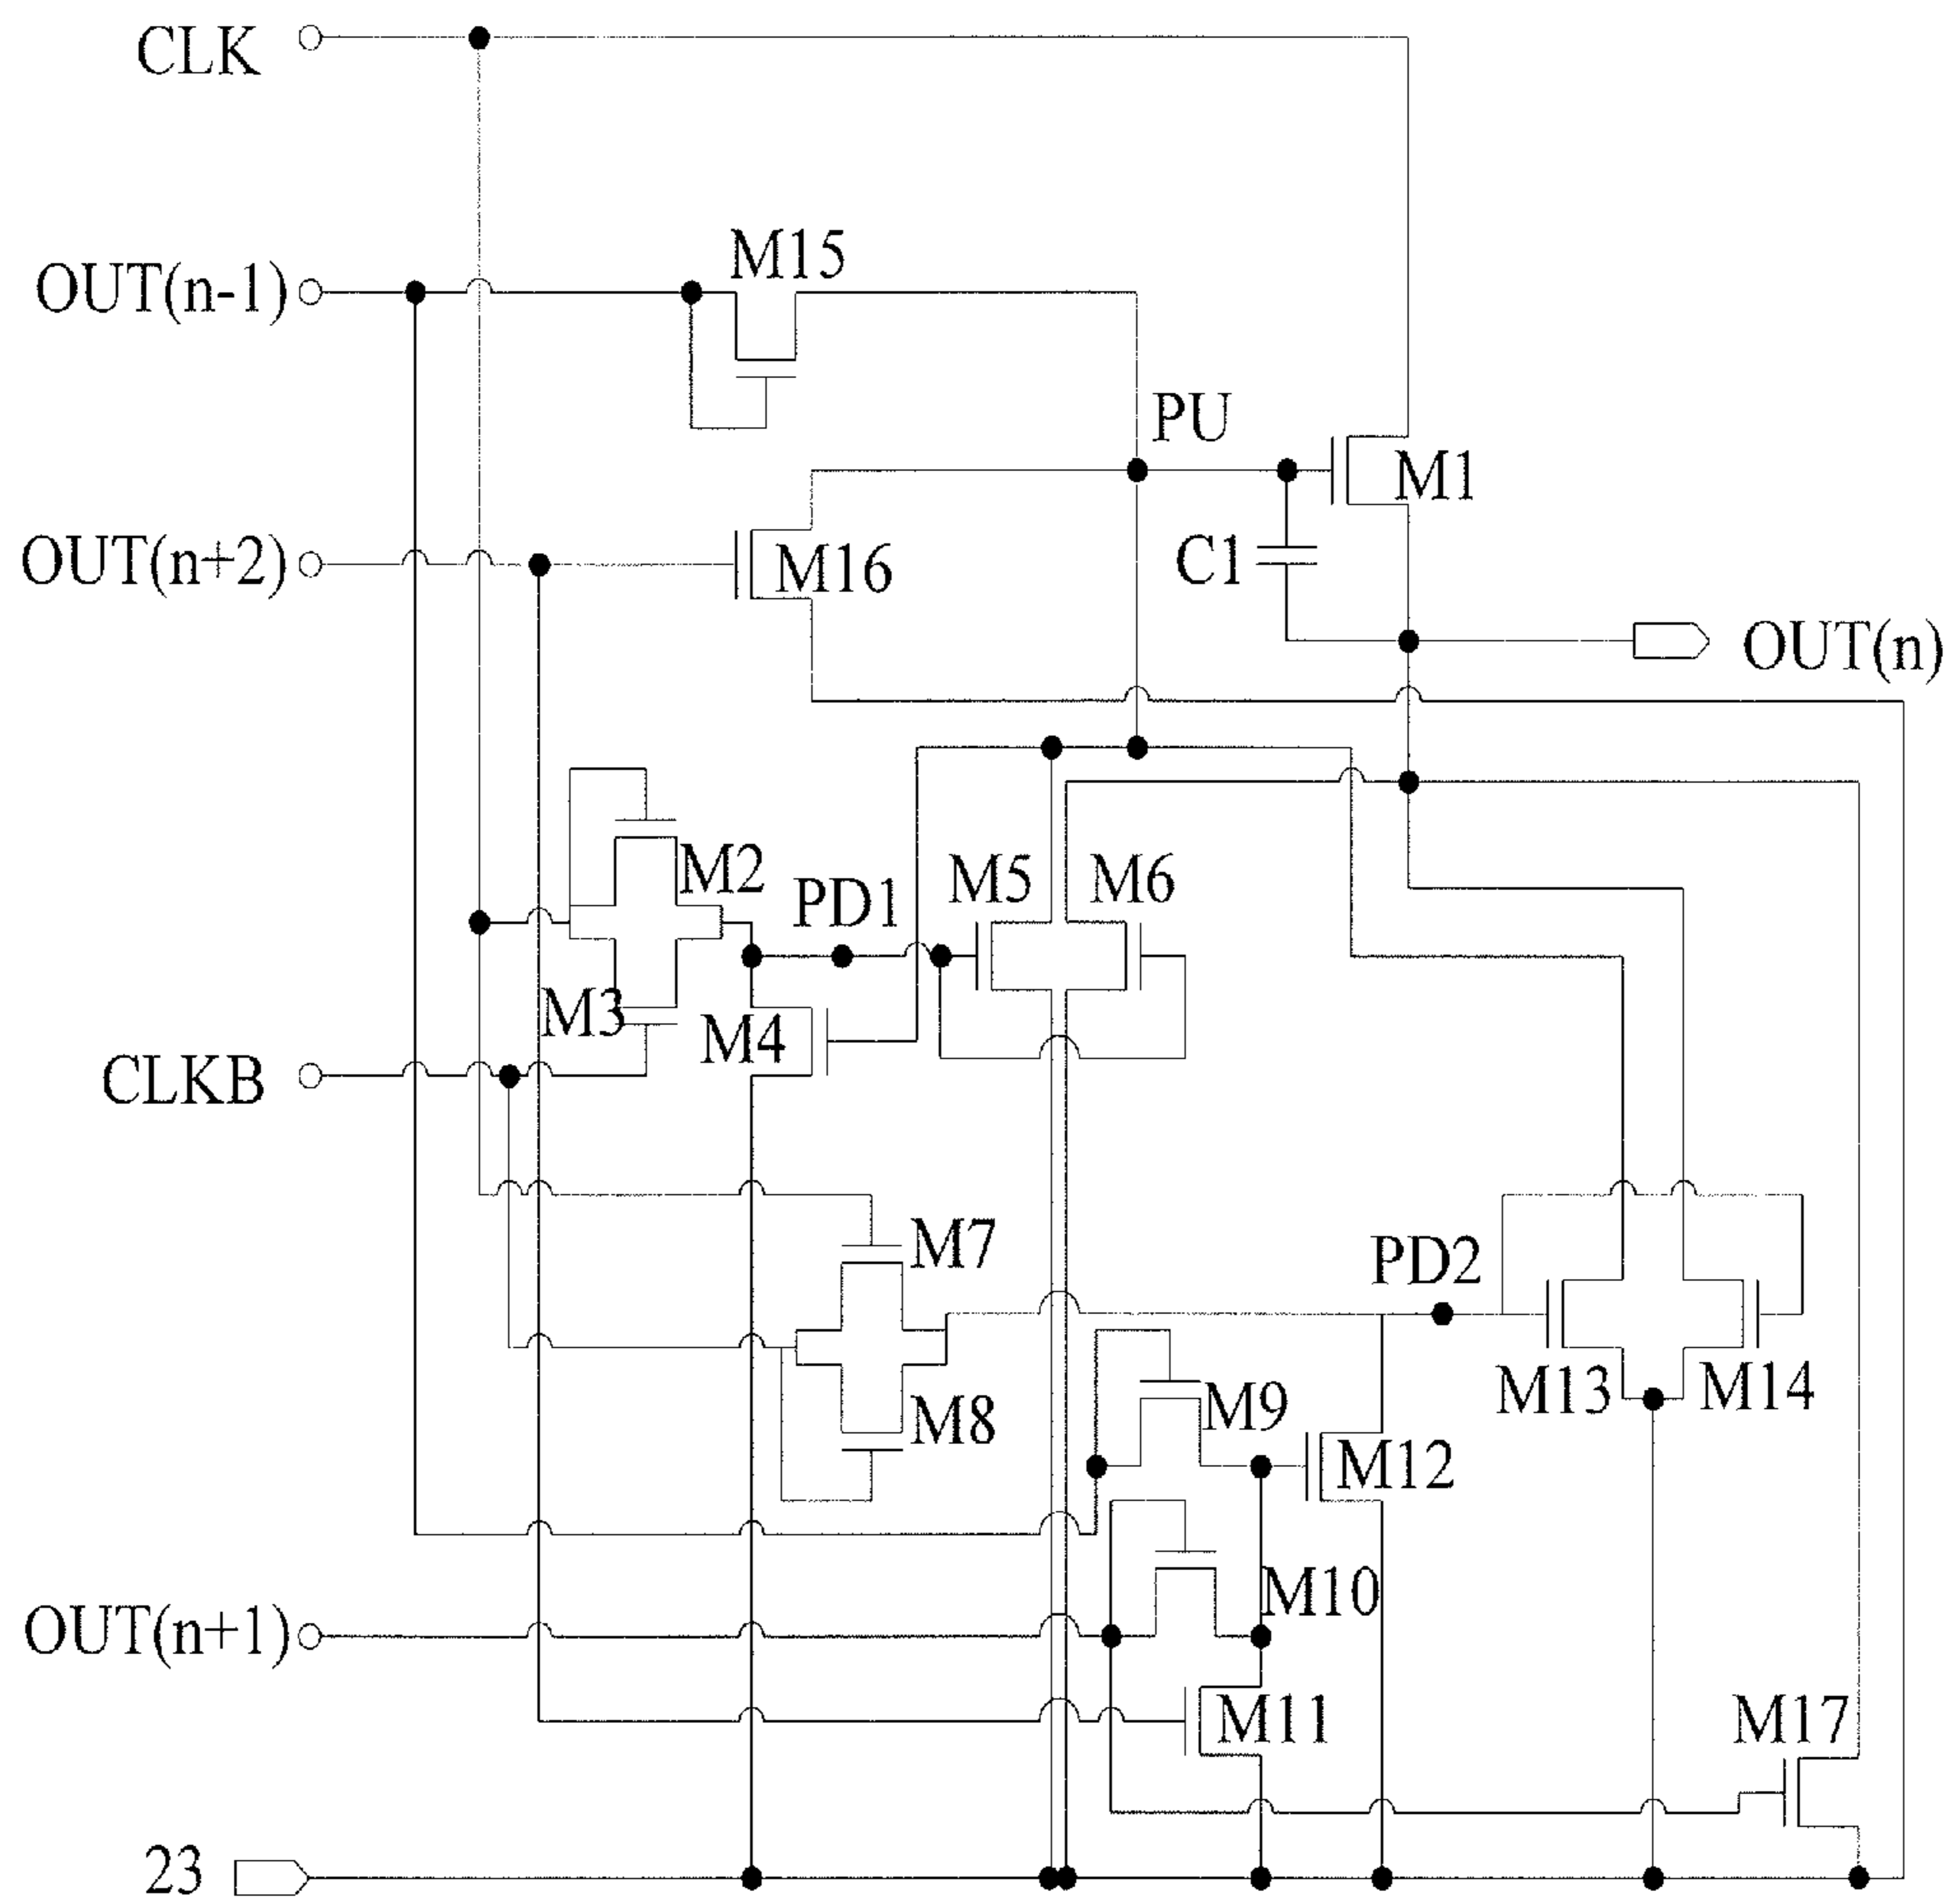 CLK
M15
OUT(n-1)
PU
M1
OUT(n+2)
M16
C1
OUT(n)
M2
PD1
M5
M6
M3
M4
CLKB
M7
PD2
M13
M14
M9
M8
M12
M10
OUT(n+1)
M11
M17
23